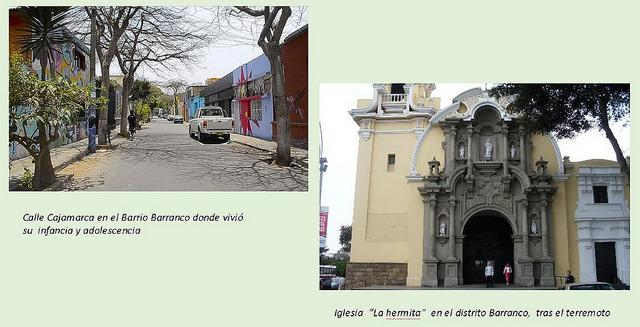 Calle Cajamarca en el Barrio Barranco donde vivió
su infancia y adolescencia
Iglesia "La hermita" en el distrito Barranco, tras el terremoto